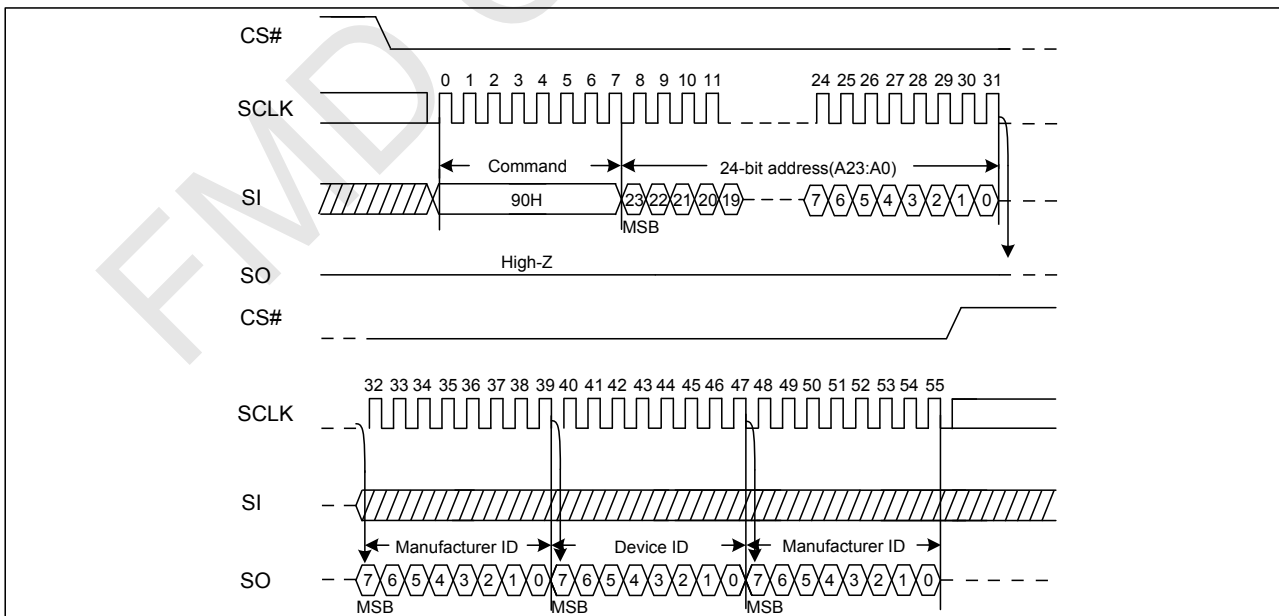 FMD
CS#
0 1 2 3 4 5 6 7 8 9 10 11 24 25 26 27 28 29 30 31
SCLK
Command 24-bit address(A23:A0)
SI 90H 23 22 21 20 19 7 6 5 4 3 2 1 0
MSB
High-Z
SO
CS#
32 33 34 35 36 37 38 39 40 41 42 43 44 45 46 47 48 49 50 51 52 53 54 55
SCLK
SI
Manufacturer ID Device ID Manufacturer ID
SO 7 6 5 4 3 2 1 0 7 6 5 4 3 2 1 0 7 6 5 4 3 2 1 0
MSB MSB MSB